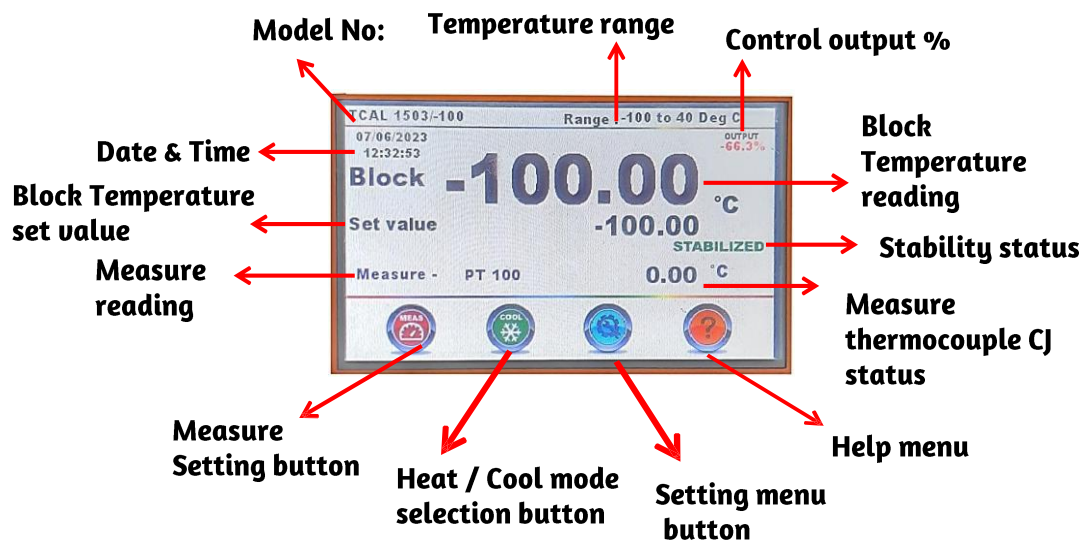 Model No:
Temperature range
Control output %
TCAL 1503/-100
Range :-100 to 40 Deg C
07/06/2023
12:32:53
OUTPUT
-66.3%
Date & Time
Block
Temperature
reading
Block -100.00 °C
Block Temperature
set value
Set value -100.00
STABILIZED
Stability status
Measure
reading
Measure - PT 100 0.00 °C
Measure
thermocouple CJ
status
MEAS
COOL
?
Measure
Setting button
Heat / Cool mode
selection button
Setting menu
button
Help menu